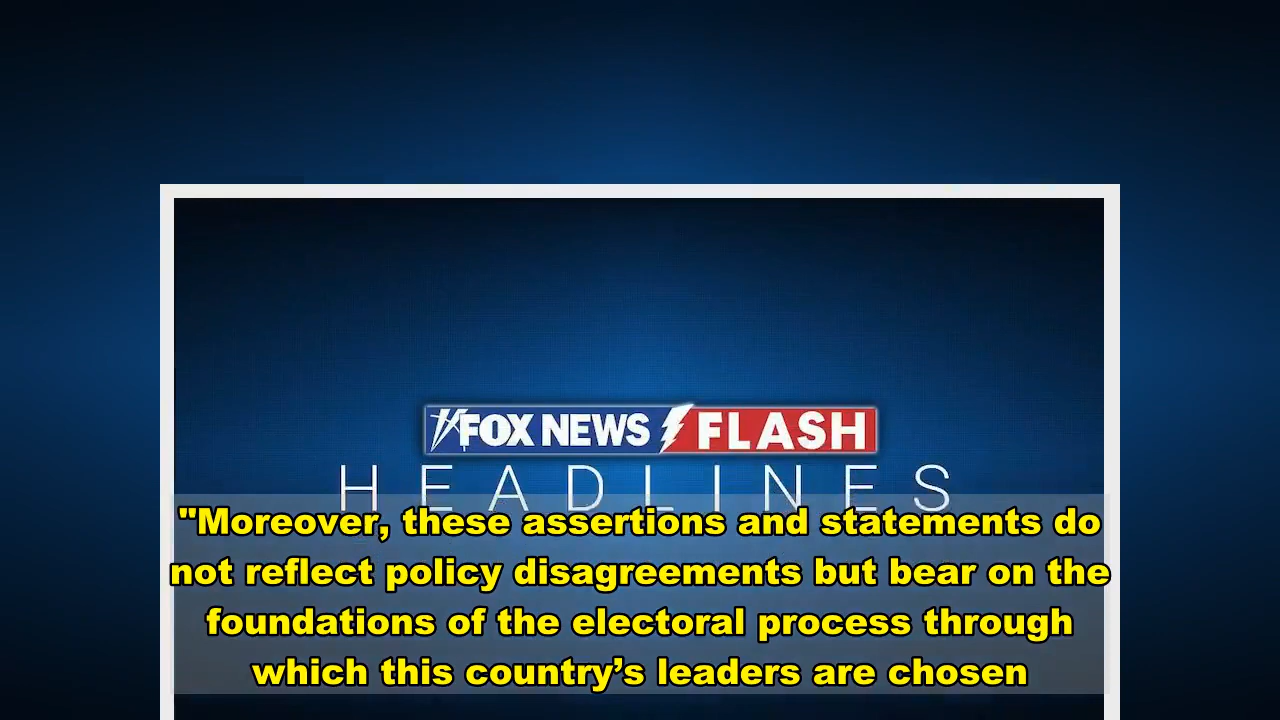 FOX NEWS FLASH
HEADLINES
"Moreover, these assertions and statements do
not reflect policy disagreements but bear on the
foundations of the electoral process through
which this country’s leaders are chosen